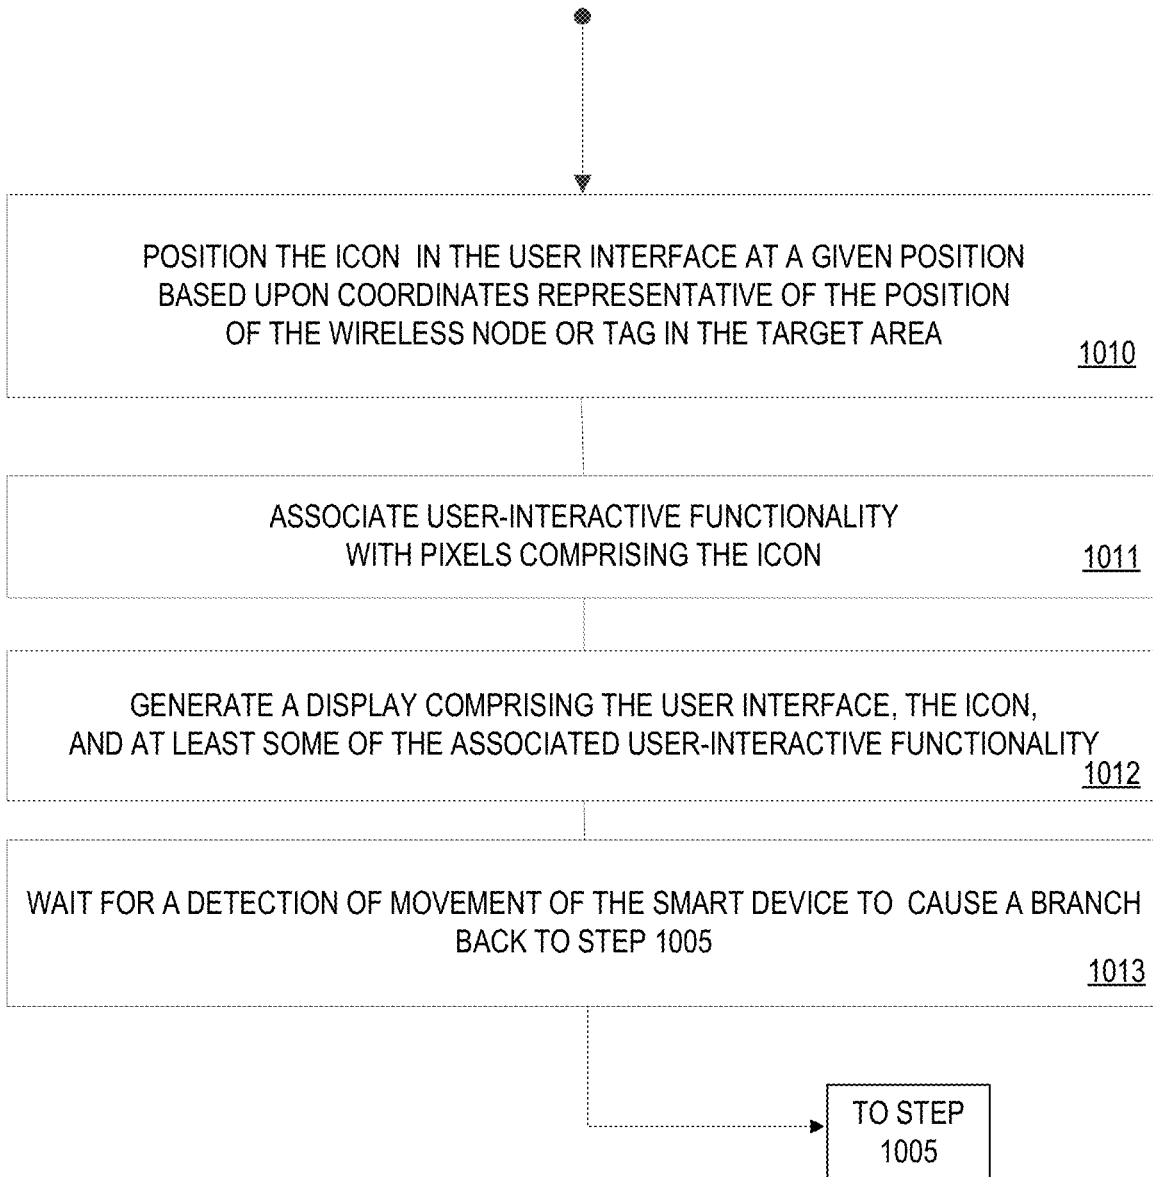 POSITION THE ICON IN THE USER INTERFACE AT A GIVEN POSITION
BASED UPON COORDINATES REPRESENTATIVE OF THE POSITION
OF THE WIRELESS NODE OR TAG IN THE TARGET AREA
1010
ASSOCIATE USER-INTERACTIVE FUNCTIONALITY
WITH PIXELS COMPRISING THE ICON
1011
GENERATE A DISPLAY COMPRISING THE USER INTERFACE, THE ICON,
AND AT LEAST SOME OF THE ASSOCIATED USER-INTERACTIVE FUNCTIONALITY
1012
WAIT FOR A DETECTION OF MOVEMENT OF THE SMART DEVICE TO CAUSE A BRANCH
BACK TO STEP 1005
1013
TO STEP
1005